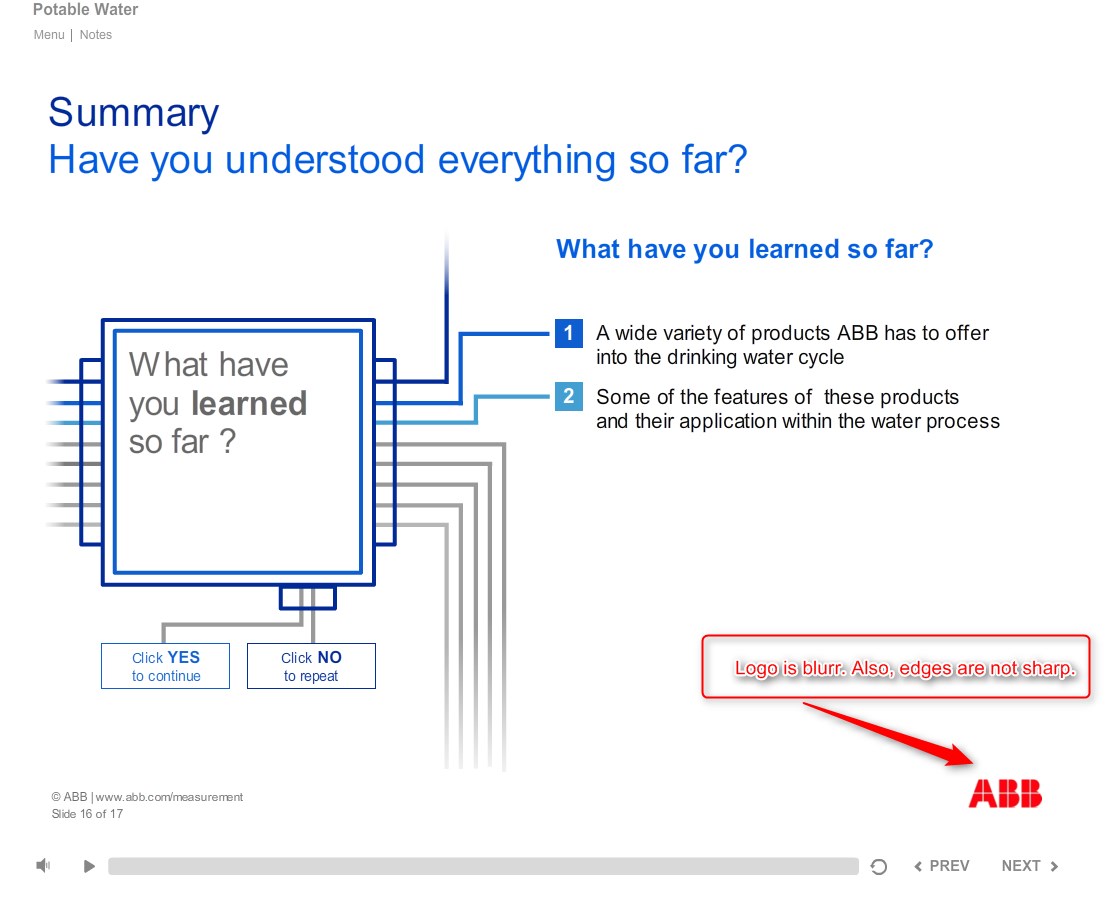 Potable Water
Menu | Notes
Summary
Have you understood everything so far?
What have you learned so far?
What have
you learned
so far ?
1 A wide variety of products ABB has to offer
into the drinking water cycle
2 Some of the features of  these products
and their application within the water process
Click YES
to continue
Click NO
to repeat
Logo is blurr. Also, edges are not sharp.
ABB
© ABB | www.abb.com/measurement
Slide 16 of 17
PREV
NEXT